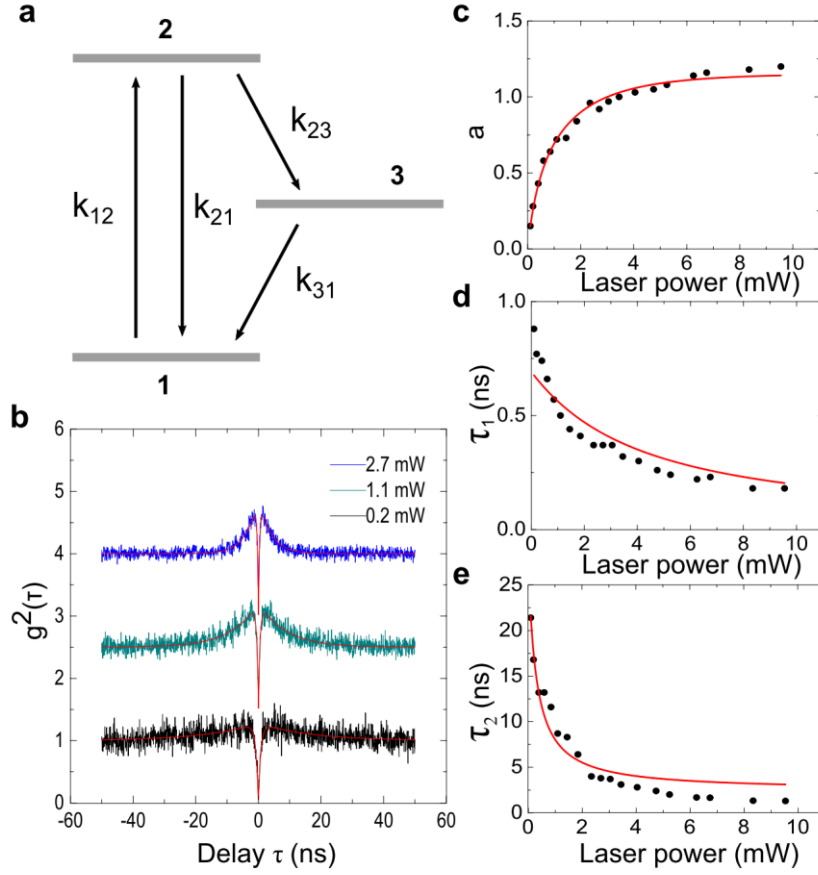 a
2
k₂₃
3
k₁₂
k₂₁
k₃₁
1
b
6
5
4
3
2
1
0
g²(τ)
2.7 mW
1.1 mW
0.2 mW
-60 -40 -20 0 20 40 60
Delay τ (ns)
c
1.5
1.0
0.5
0.0
a
0 2 4 6 8 10
Laser power (mW)
d
1.0
0.5
0.0
τ₁ (ns)
0 2 4 6 8 10
Laser power (mW)
e
25
20
15
10
5
0
τ₂ (ns)
0 2 4 6 8 10
Laser power (mW)